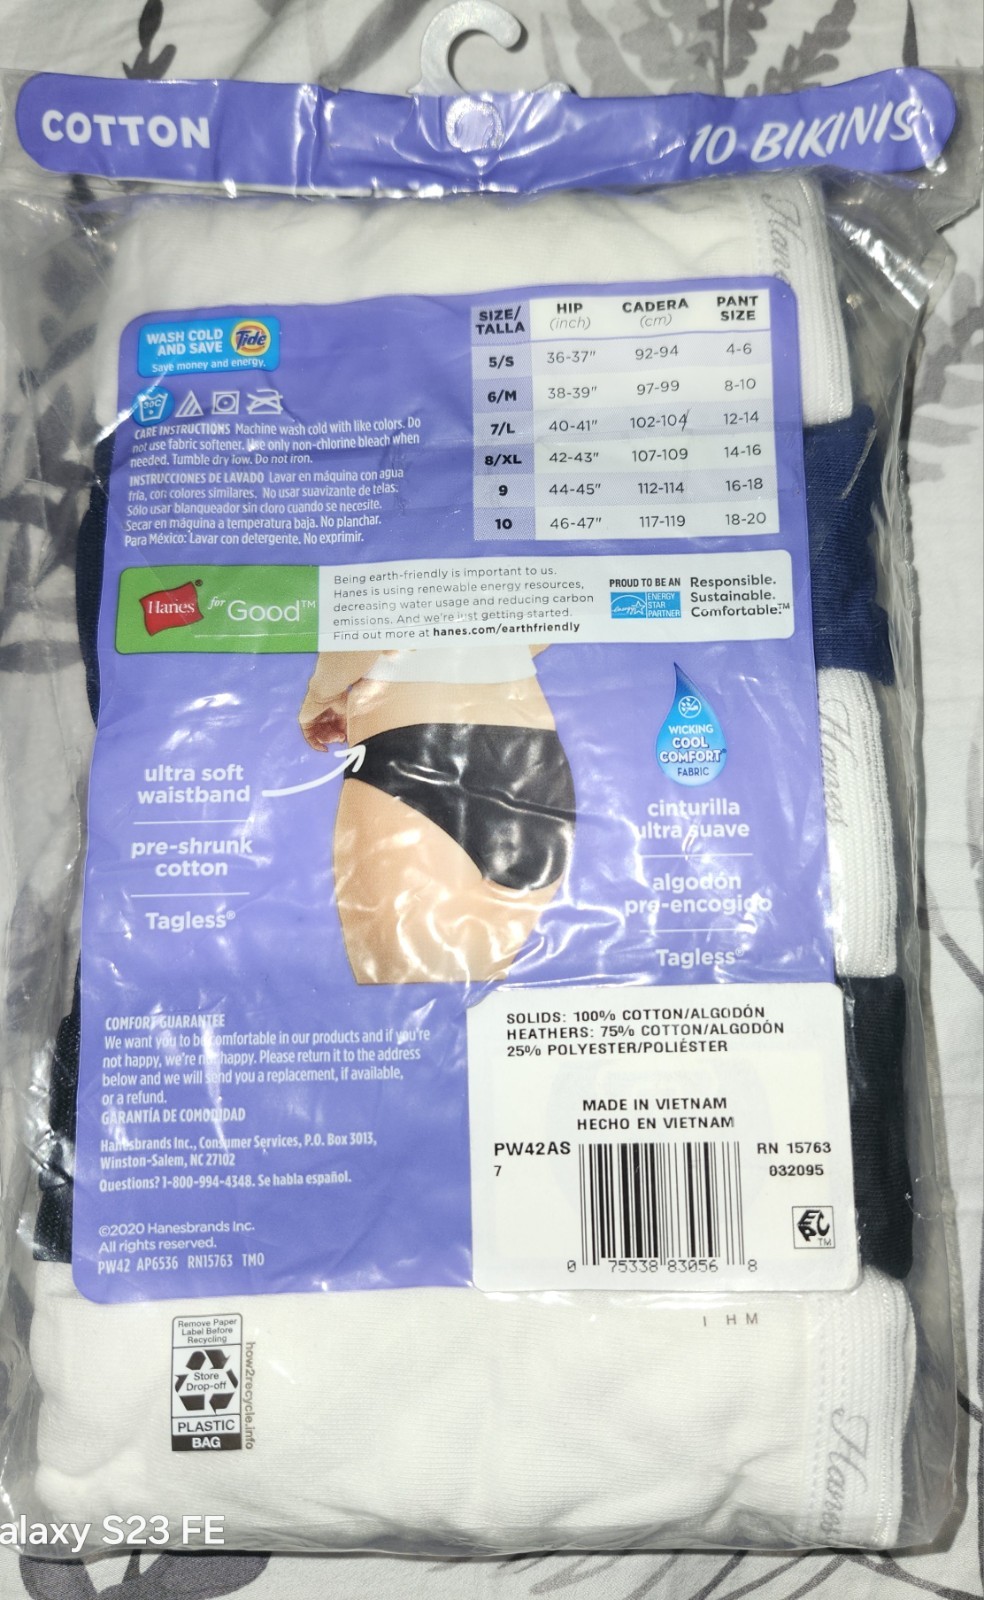 COTTON
10 BIKINIS
Hanes
WASH COLD
AND SAVE
Tide
Save money and energy.
30C
CARE INSTRUCTIONS Machine wash cold with like colors. Do
not use fabric softener. Use only non-chlorine bleach when
needed. Tumble dry low. Do not iron.
INSTRUCCIONES DE LAVADO Lavar en máquina con agua
fría, con colores similares. No usar suavizante de telas.
Sólo usar blanqueador sin cloro cuando se necesite.
Secar en máquina a temperatura baja. No planchar.
Para México: Lavar con detergente. No exprimir.
SIZE/TALLA HIP (inch) CADERA (cm) PANT SIZE
5/S 36-37" 92-94 4-6
6/M 38-39" 97-99 8-10
7/L 40-41" 102-104 12-14
8/XL 42-43" 107-109 14-16
9 44-45" 112-114 16-18
10 46-47" 117-119 18-20
Hanes® for Good™
Being earth-friendly is important to us.
Hanes is using renewable energy resources,
decreasing water usage and reducing carbon
emissions. And we're just getting started.
Find out more at hanes.com/earthfriendly
PROUD TO BE AN
energy
ENERGY
STAR
PARTNER
Responsible.
Sustainable.
Comfortable.™
ultra soft
waistband
pre-shrunk
cotton
Tagless®
WICKING
COOL
COMFORT®
FABRIC
cinturilla
ultra suave
algodón
pre-encogido
Tagless®
Hanes
COMFORT GUARANTEE
We want you to be comfortable in our products and if you're
not happy, we're not happy. Please return it to the address
below and we will send you a replacement, if available,
or a refund.
GARANTÍA DE COMODIDAD
Hanesbrands Inc., Consumer Services, P.O. Box 3013,
Winston-Salem, NC 27102
Questions? 1-800-994-4348. Se habla español.
©2020 Hanesbrands Inc.
All rights reserved.
PW42 AP6536 RN15763 TMO
SOLIDS: 100% COTTON/ALGODÓN
HEATHERS: 75% COTTON/ALGODÓN
25% POLYESTER/POLIÉSTER
MADE IN VIETNAM
HECHO EN VIETNAM
PW42AS
7
RN 15763
032095
EPC
TM
0 75338 83056 8
I H M
Remove Paper
Label Before
Recycling
Store
Drop-off
PLASTIC
BAG
how2recycle.info
Hanes
alaxy S23 FE